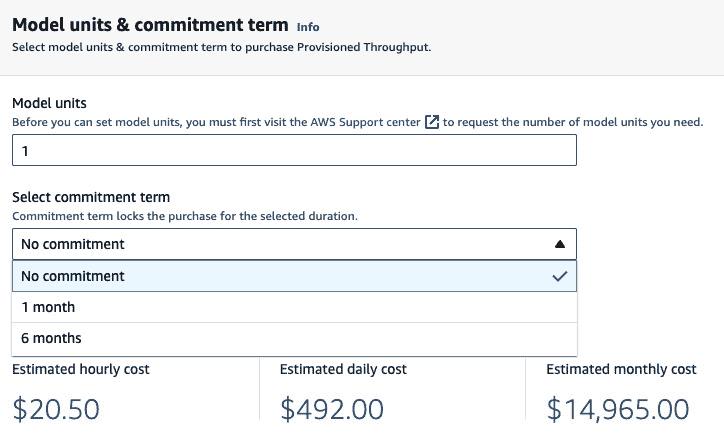 Model units & commitment term Info
Select model units & commitment term to purchase Provisioned Throughput.
Model units
Before you can set model units, you must first visit the AWS Support center to request the number of model units you need.
1
Select commitment term
Commitment term locks the purchase for the selected duration.
No commitment
No commitment
1 month
6 months
Estimated hourly cost
$20.50
Estimated daily cost
$492.00
Estimated monthly cost
$14,965.00